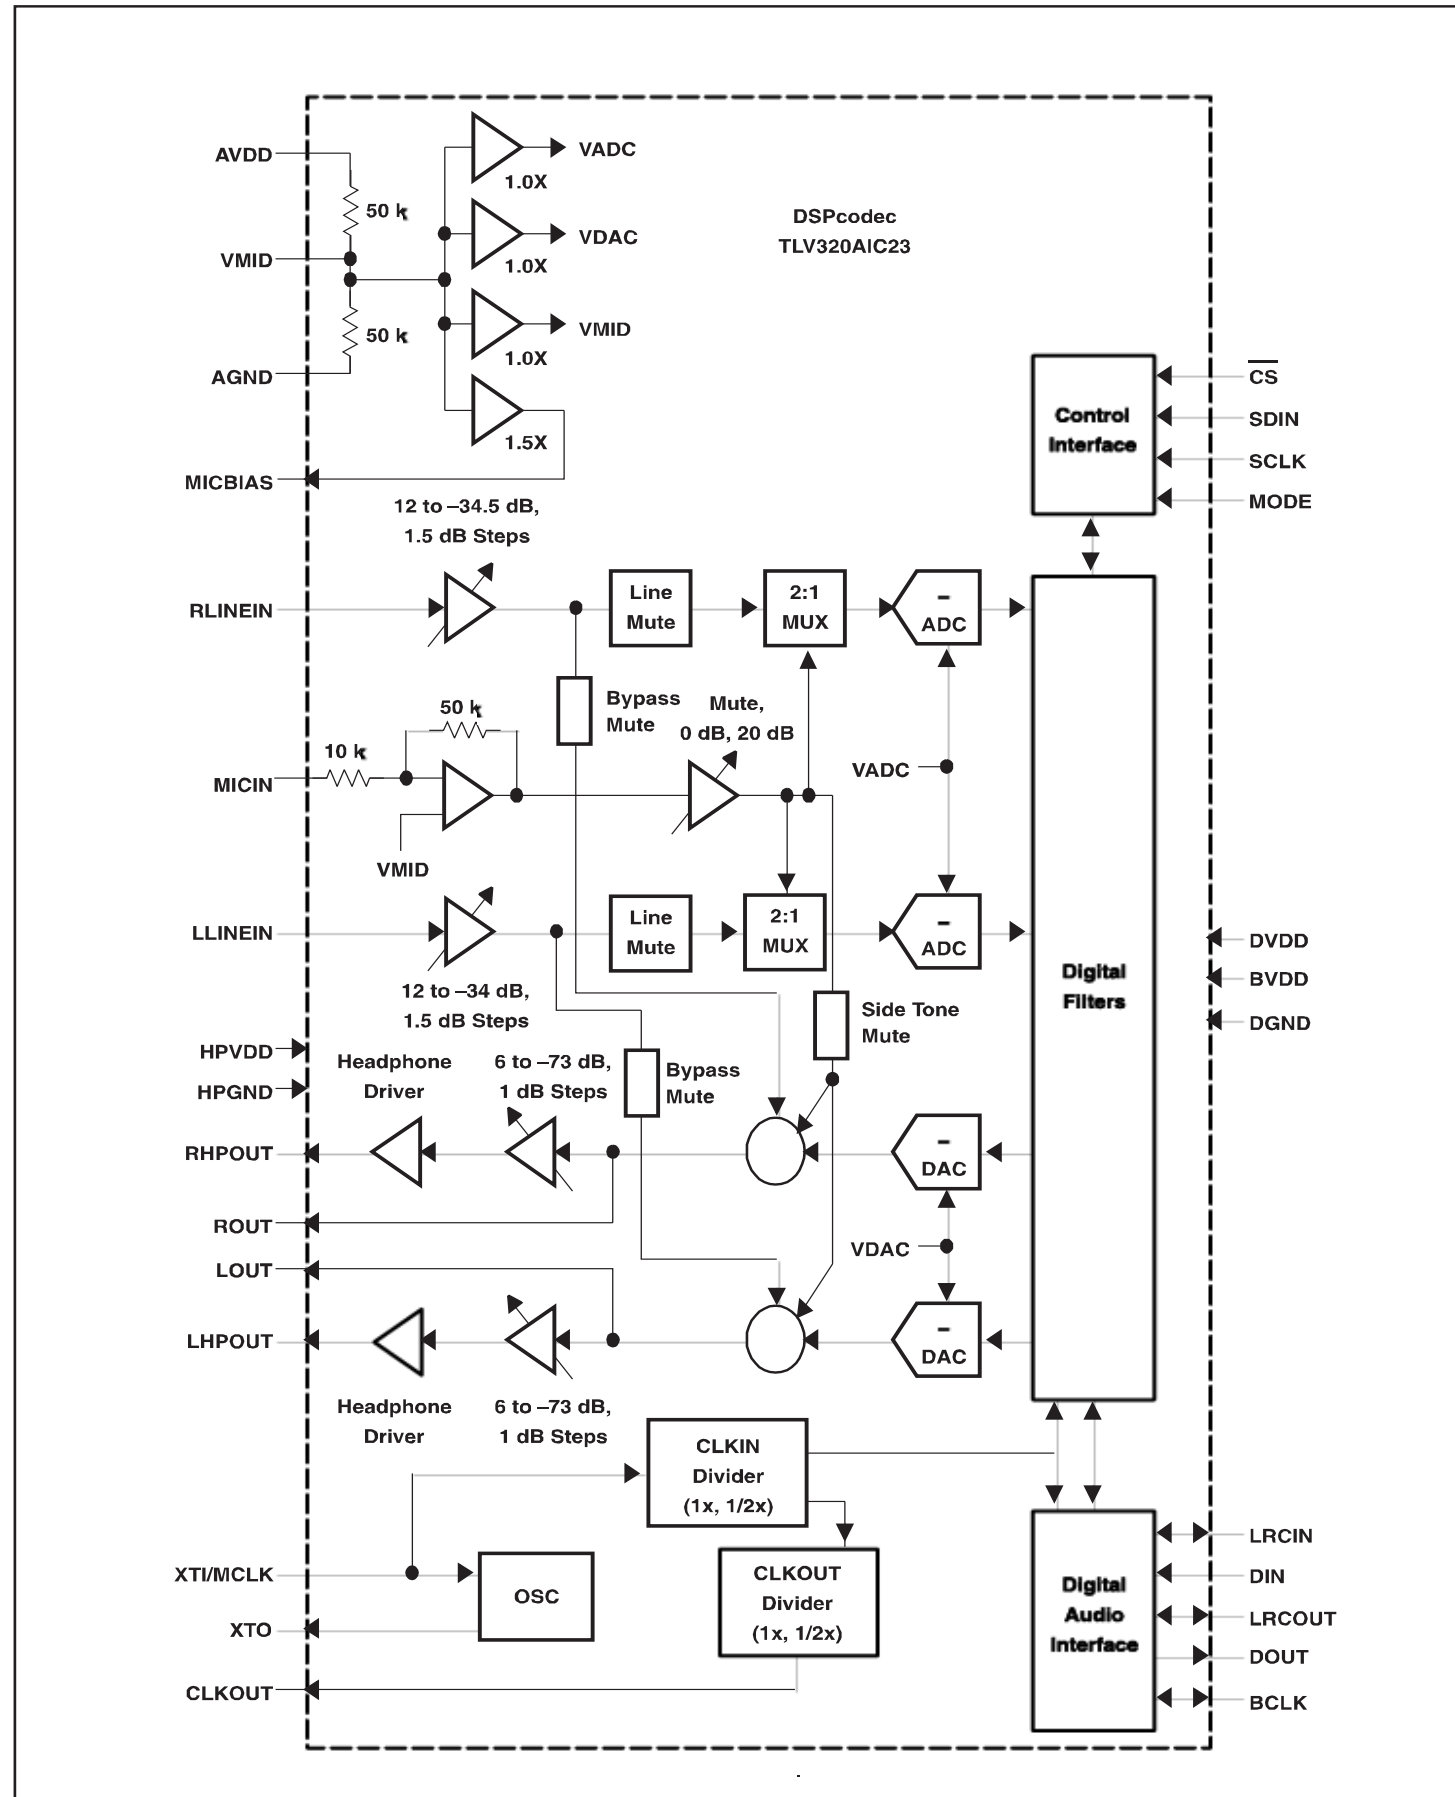 AVDD
50 k
VMID
50 k
AGND
MICBIAS
VADC
1.0X
VDAC
1.0X
VMID
1.0X
1.5X
DSPcodec
TLV320AIC23
Control
Interface
CS
SDIN
SCLK
MODE
12 to –34.5 dB,
1.5 dB Steps
RLINEIN
Line
Mute
2:1
MUX
–
ADC
Bypass
Mute
Mute,
0 dB, 20 dB
50 k
10 k
MICIN
VMID
VADC
LLINEIN
Line
Mute
2:1
MUX
–
ADC
12 to –34 dB,
1.5 dB Steps
Digital
Filters
DVDD
BVDD
DGND
Side Tone
Mute
HPVDD
HPGND
Headphone
Driver
6 to –73 dB,
1 dB Steps
Bypass
Mute
RHPOUT
–
DAC
ROUT
LOUT
VDAC
LHPOUT
–
DAC
Headphone
Driver
6 to –73 dB,
1 dB Steps
CLKIN
Divider
(1x, 1/2x)
XTI/MCLK
OSC
XTO
CLKOUT
CLKOUT
Divider
(1x, 1/2x)
Digital
Audio
Interface
LRCIN
DIN
LRCOUT
DOUT
BCLK